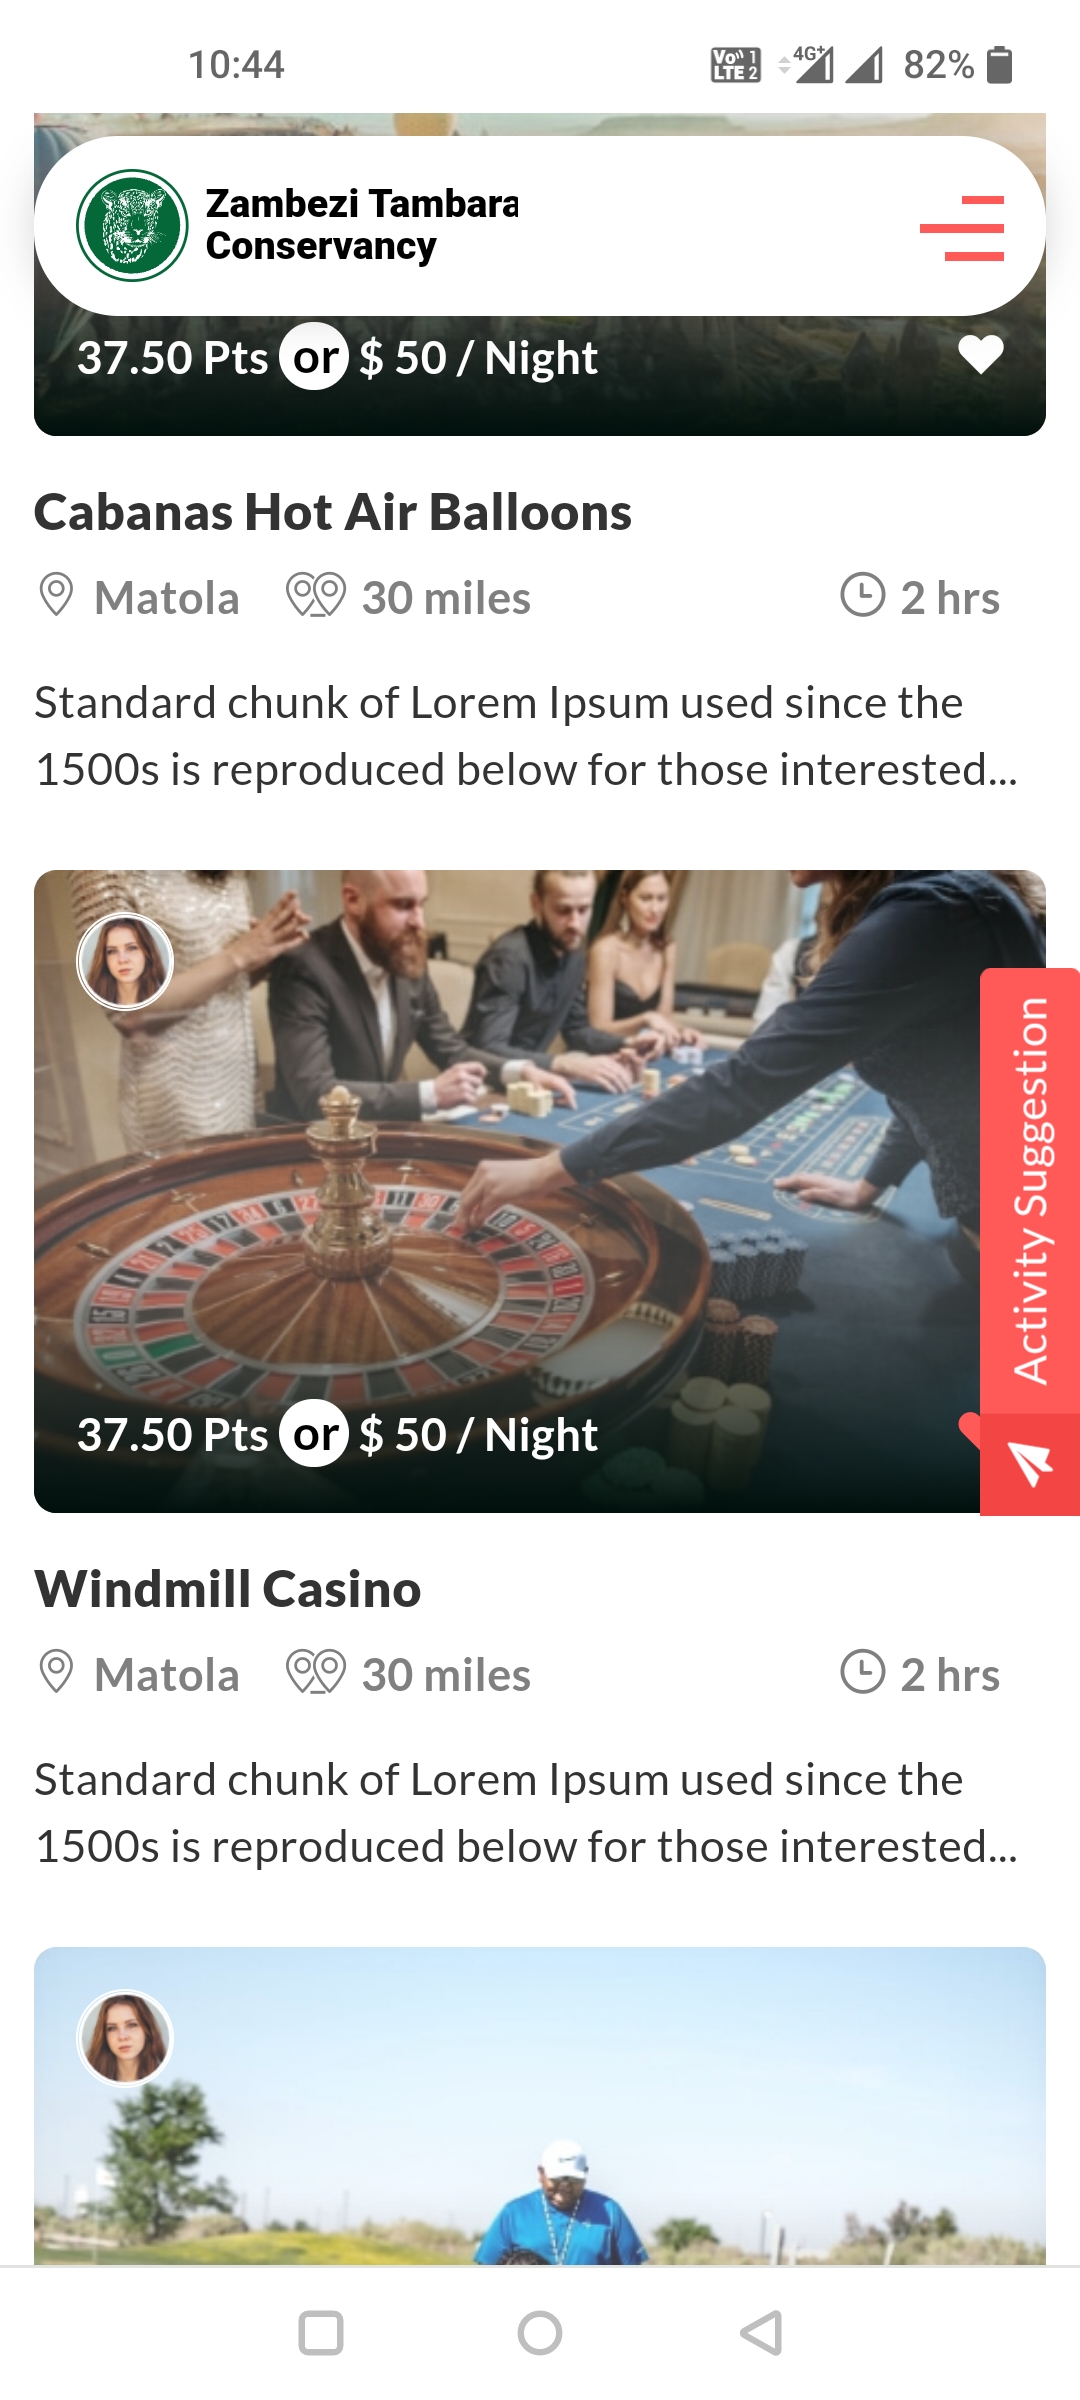 10:44
Vo)) 1
LTE 2
4G+
82%
Zambezi Tambara
Conservancy
37.50 Pts or $ 50 / Night
Cabanas Hot Air Balloons
Matola 30 miles 2 hrs
Standard chunk of Lorem Ipsum used since the
1500s is reproduced below for those interested...
Activity Suggestion
37.50 Pts or $ 50 / Night
Windmill Casino
Matola 30 miles 2 hrs
Standard chunk of Lorem Ipsum used since the
1500s is reproduced below for those interested...